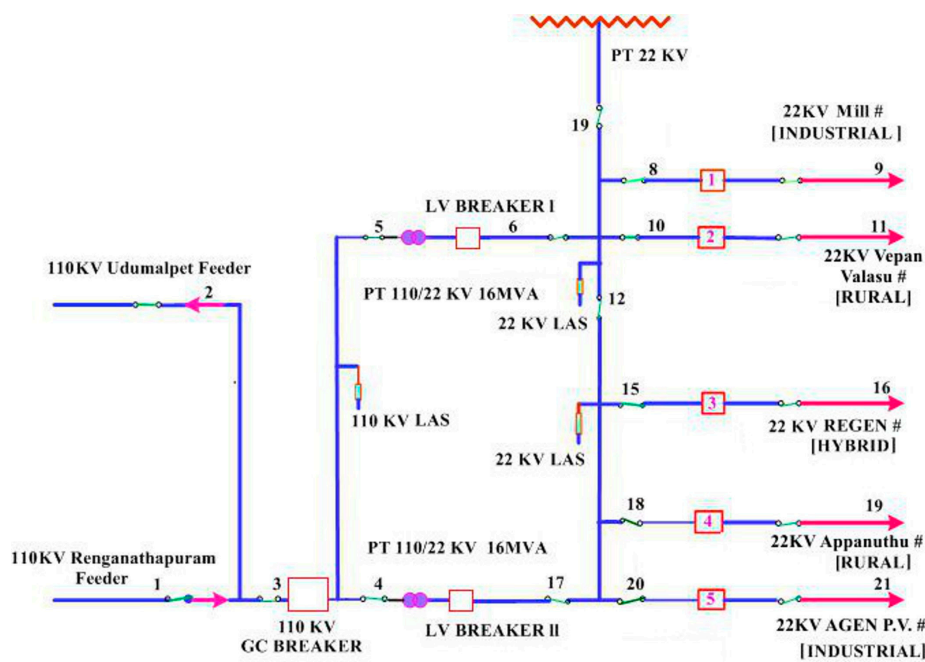 PT 22 KV
19
22KV Mill #
[INDUSTRIAL ]
8
1
9
LV BREAKER I
5
6
10
2
11
110KV Udumalpet Feeder
2
PT 110/22 KV 16MVA
22KV Vepan
Valasu #
[RURAL]
22 KV LAS
12
110 KV LAS
15
3
16
22 KV LAS
22 KV REGEN #
[HYBRID]
18
4
19
110KV Renganathapuram
Feeder
PT 110/22 KV 16MVA
22KV Appanuthu #
[RURAL]
1
3
4
17
20
5
21
110 KV
GC BREAKER
LV BREAKER II
22KV AGEN P.V. #
[INDUSTRIAL]